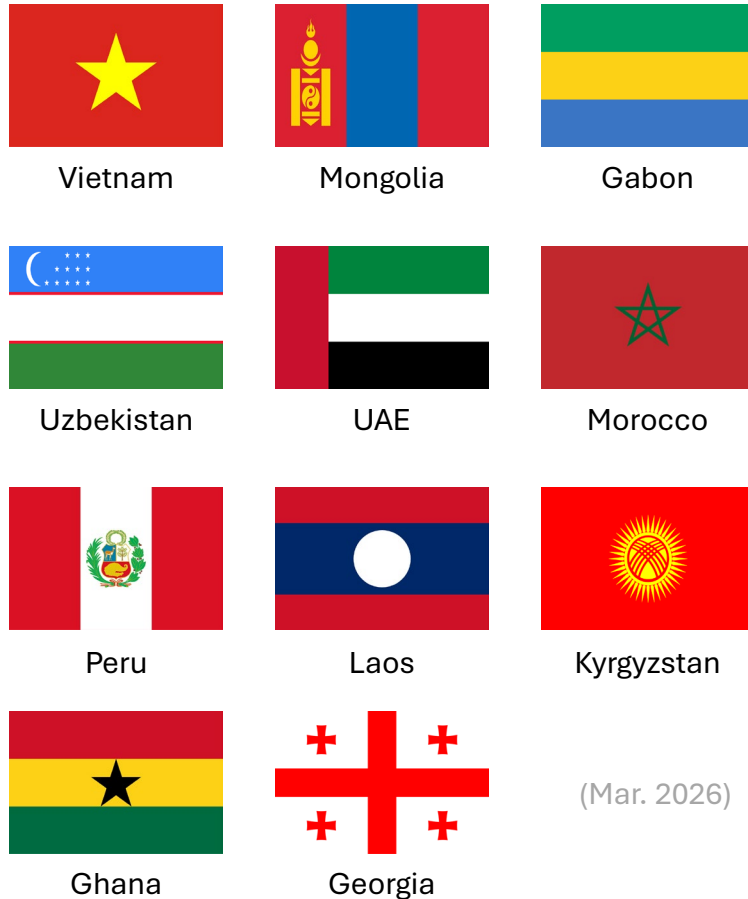 Vietnam
Mongolia
Gabon
Uzbekistan
UAE
Morocco
Peru
Laos
Kyrgyzstan
(Mar. 2026)
Ghana
Georgia